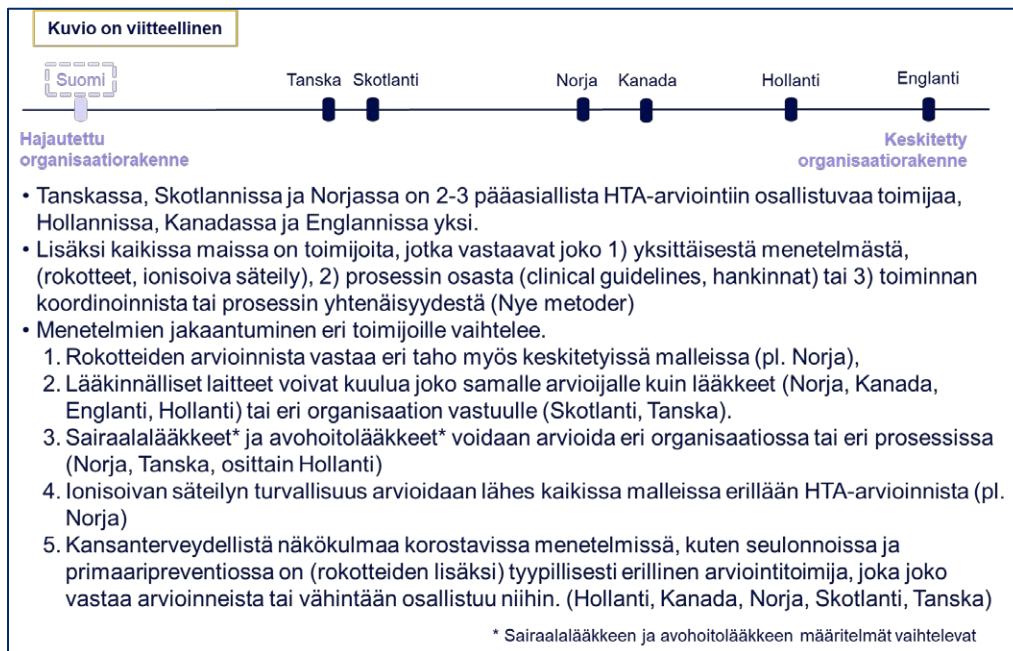 Kuvio on viitteellinen
Suomi
Tanska
Skotlanti
Norja
Kanada
Hollanti
Englanti
Hajautettu
organisaatiorakenne
Keskitetty
organisaatiorakenne
• Tanskassa, Skotlannissa ja Norjassa on 2-3 pääasiallista HTA-arviointiin osallistuvaa toimijaa,
Hollannissa, Kanadassa ja Englannissa yksi.
• Lisäksi kaikissa maissa on toimijoita, jotka vastaavat joko 1) yksittäisestä menetelmästä,
(rokotteet, ionisoiva säteily), 2) prosessin osasta (clinical guidelines, hankinnat) tai 3) toiminnan
koordinoinnista tai prosessin yhtenäisyydestä (Nye metoder)
• Menetelmien jakaantuminen eri toimijoille vaihtelee.
1. Rokotteiden arvioinnista vastaa eri taho myös keskitetyissä malleissa (pl. Norja),
2. Lääkinnälliset laitteet voivat kuulua joko samalle arvioijalle kuin lääkkeet (Norja, Kanada,
Englanti, Hollanti) tai eri organisaation vastuulle (Skotlanti, Tanska).
3. Sairaalalääkkeet* ja avohoitolääkkeet* voidaan arvioida eri organisaatiossa tai eri prosessissa
(Norja, Tanska, osittain Hollanti)
4. Ionisoivan säteilyn turvallisuus arvioidaan lähes kaikissa malleissa erillään HTA-arvioinnista (pl.
Norja)
5. Kansanterveydellistä näkökulmaa korostavissa menetelmissä, kuten seulonnoissa ja
primaaripreventiossa on (rokotteiden lisäksi) tyypillisesti erillinen arviointitoimija, joka joko
vastaa arvioinneista tai vähintään osallistuu niihin. (Hollanti, Kanada, Norja, Skotlanti, Tanska)
* Sairaalalääkkeen ja avohoitolääkkeen määritelmät vaihtelevat